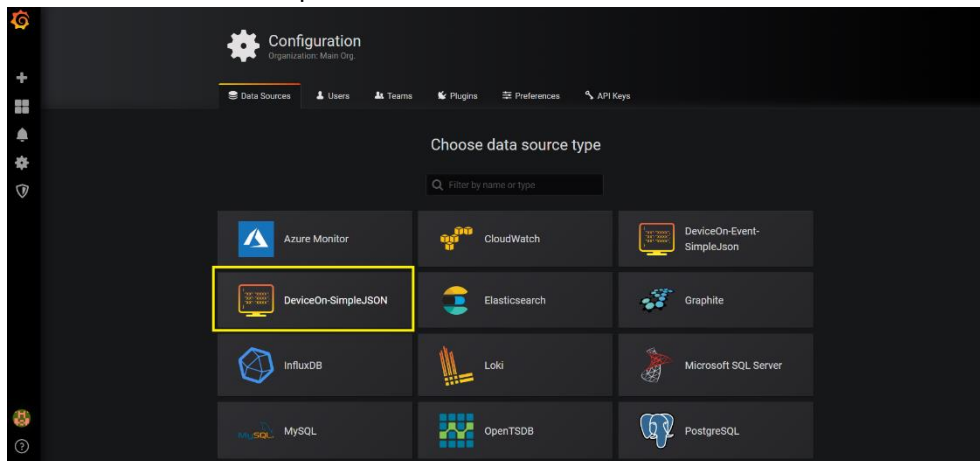 Configuration
Organization: Main Org.
Data Sources Users Teams Plugins Preferences API Keys
Choose data source type
Filter by name or type
Azure Monitor
CloudWatch
DeviceOn-Event-
SimpleJson
DeviceOn-SimpleJSON
Elasticsearch
Graphite
InfluxDB
Loki
Microsoft SQL Server
MySQL MySQL
OpenTSDB
PostgreSQL